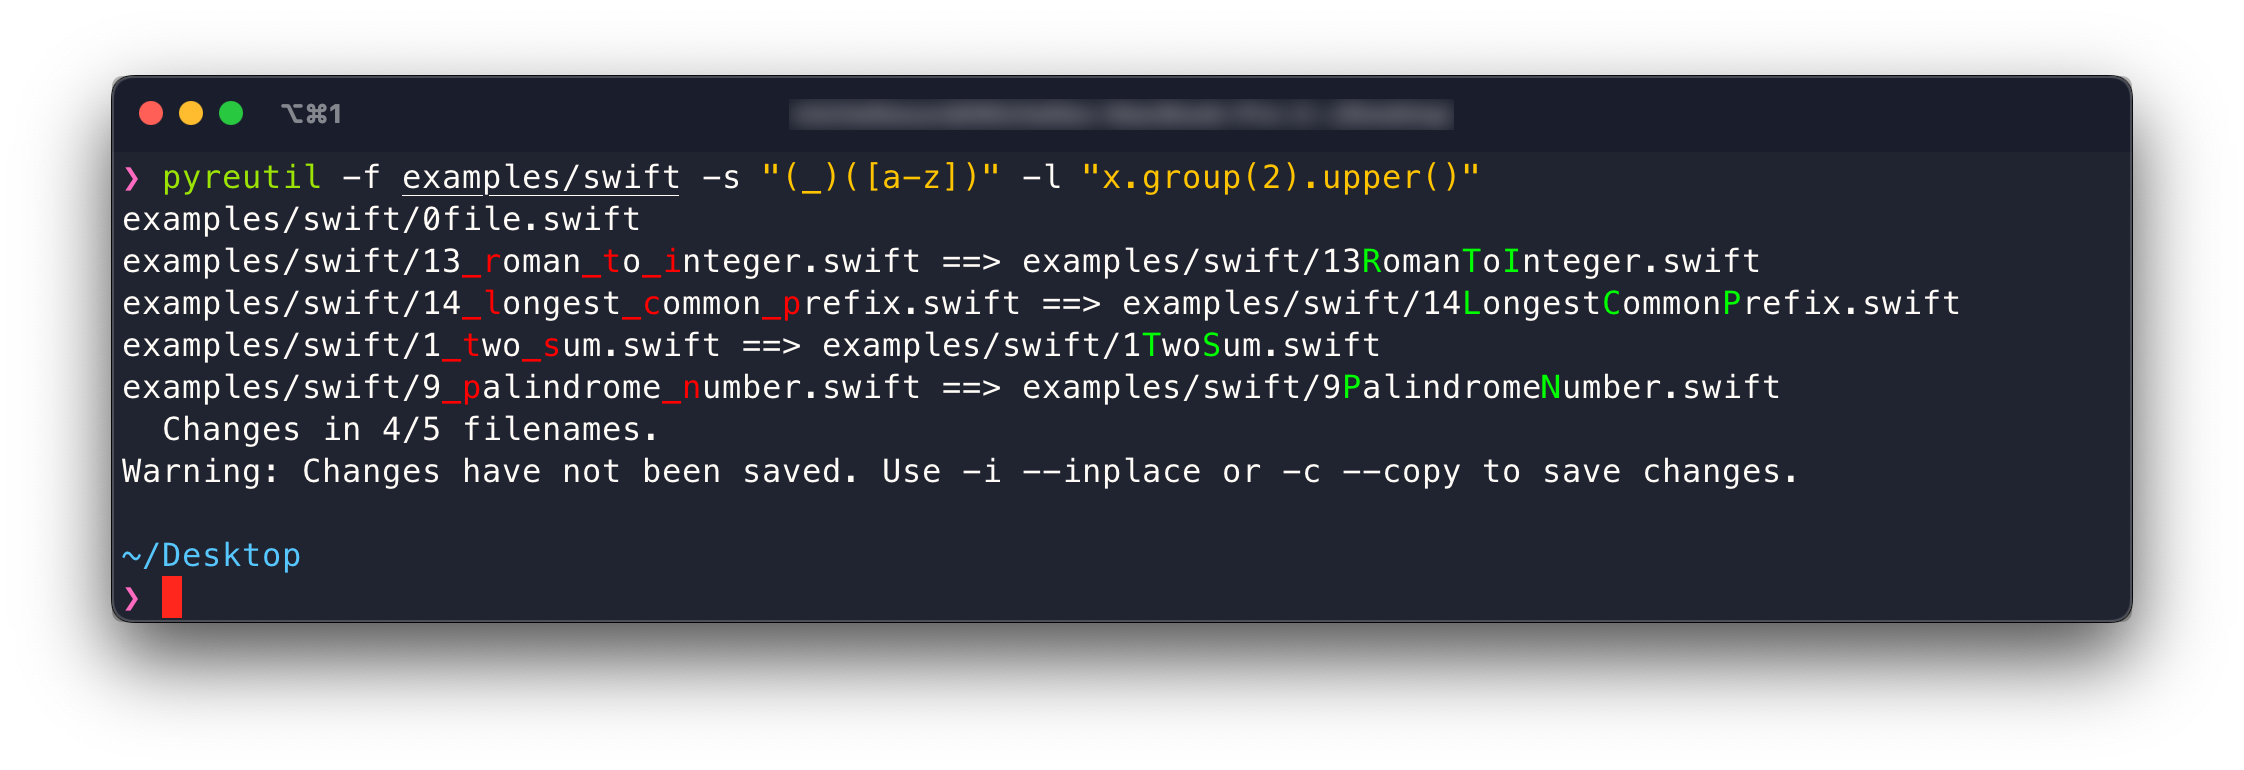 ⌥⌘1
❯ pyreutil -f examples/swift -s "(_)([a-z])" -l "x.group(2).upper()"
examples/swift/0file.swift
examples/swift/13_roman_to_integer.swift ==> examples/swift/13RomanToInteger.swift
examples/swift/14_longest_common_prefix.swift ==> examples/swift/14LongestCommonPrefix.swift
examples/swift/1_two_sum.swift ==> examples/swift/1TwoSum.swift
examples/swift/9_palindrome_number.swift ==> examples/swift/9PalindromeNumber.swift
  Changes in 4/5 filenames.
Warning: Changes have not been saved. Use -i --inplace or -c --copy to save changes.
~/Desktop
❯